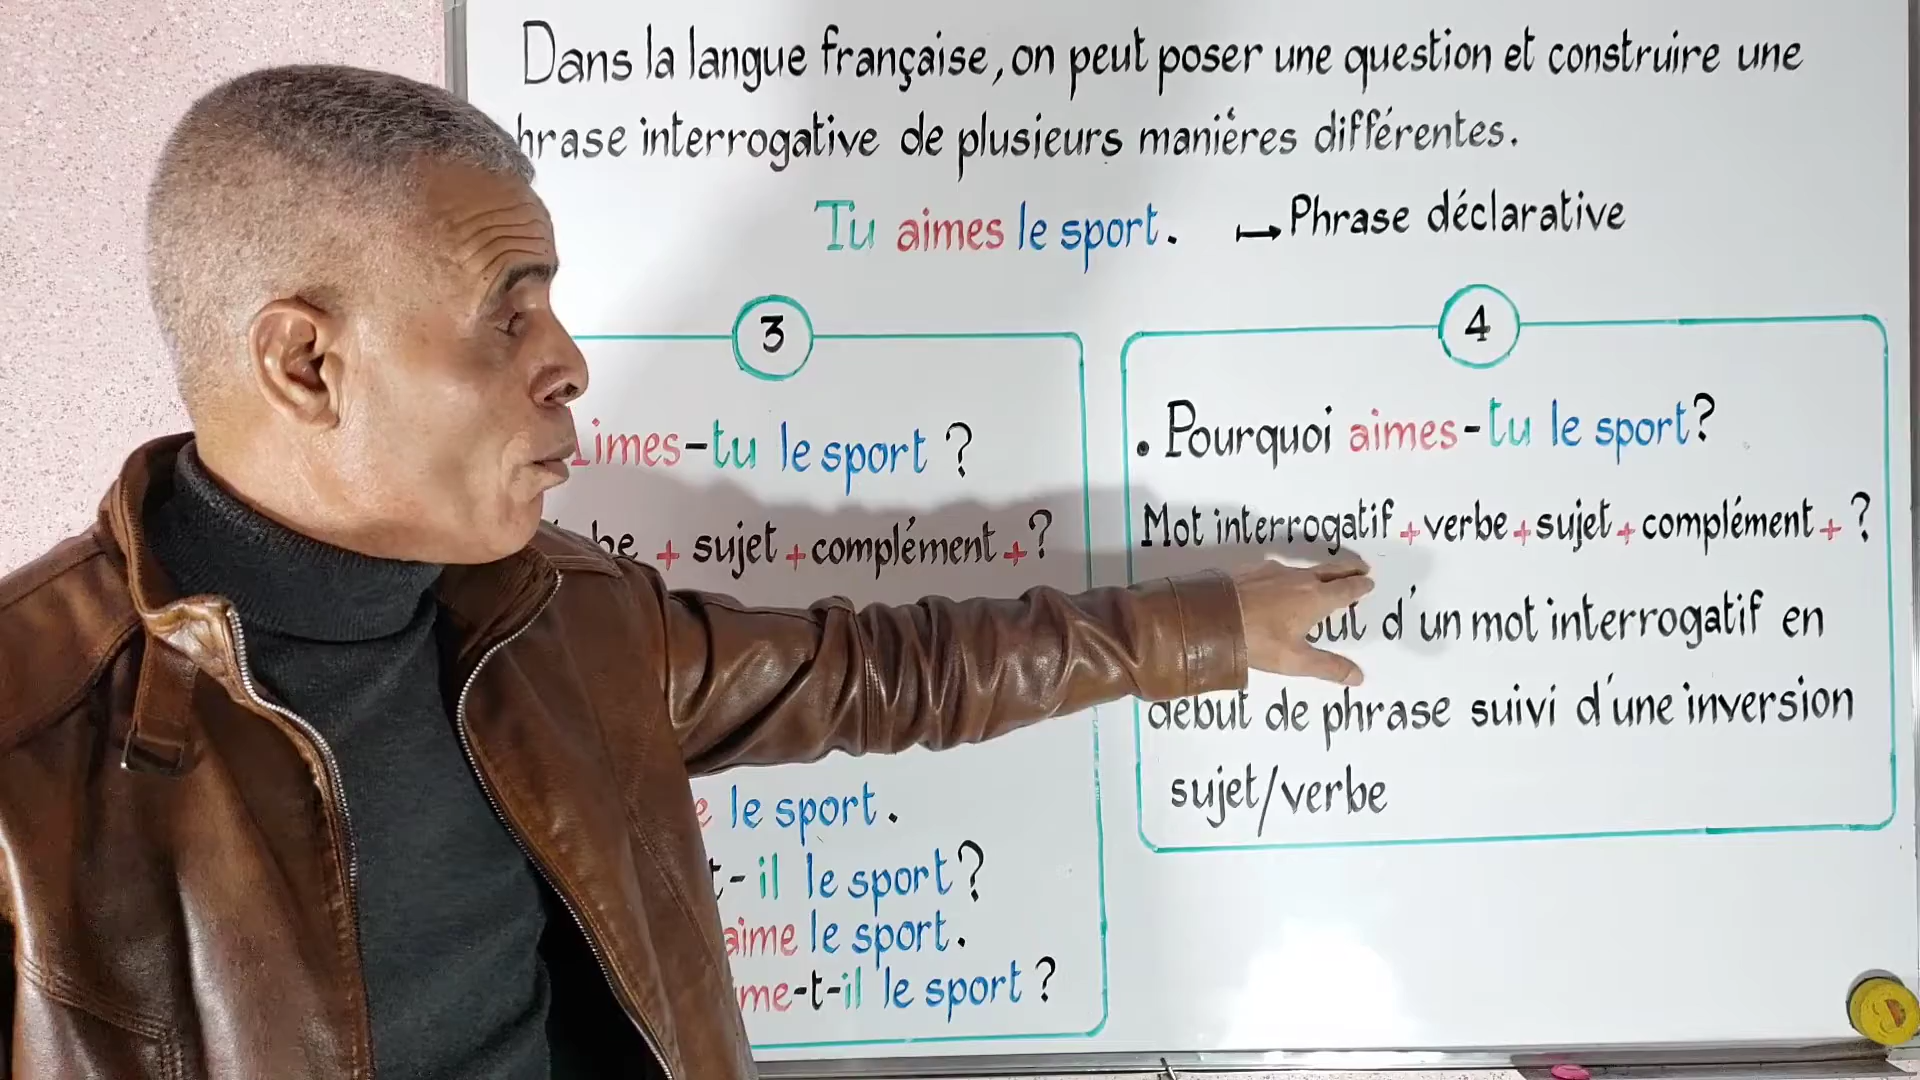 Dans la langue française, on peut poser une question et construire une
hrase interrogative de plusieurs manières différentes.
Tu aimes le sport. ↦ Phrase déclarative
3
imes-tu le sport ?
be + sujet + complément + ?
le sport.
t-il le sport ?
aime le sport.
me-t-il le sport ?
4
• Pourquoi aimes-tu le sport ?
Mot interrogatif + verbe + sujet + complément + ?
out d'un mot interrogatif en
début de phrase suivi d'une inversion
sujet/verbe